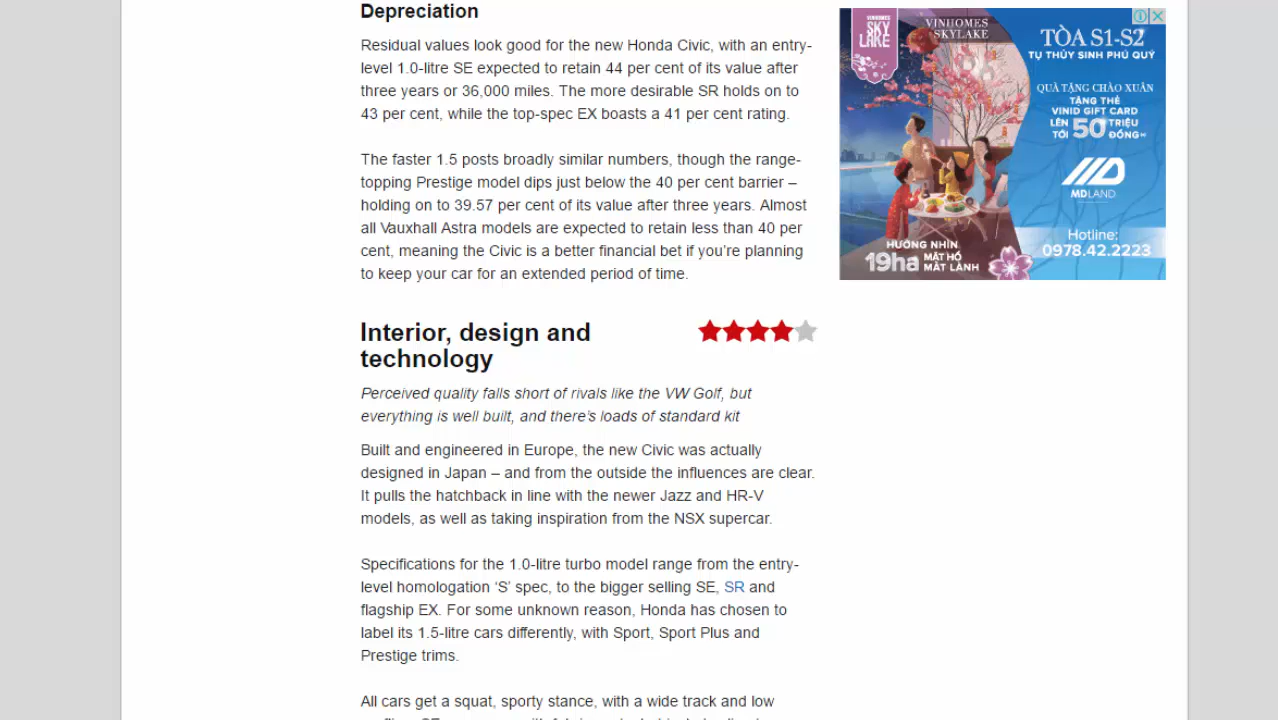 Depreciation
Residual values look good for the new Honda Civic, with an entry-
level 1.0-litre SE expected to retain 44 per cent of its value after
three years or 36,000 miles. The more desirable SR holds on to
43 per cent, while the top-spec EX boasts a 41 per cent rating.
The faster 1.5 posts broadly similar numbers, though the range-
topping Prestige model dips just below the 40 per cent barrier –
holding on to 39.57 per cent of its value after three years. Almost
all Vauxhall Astra models are expected to retain less than 40 per
cent, meaning the Civic is a better financial bet if you’re planning
to keep your car for an extended period of time.
Interior, design and
technology
Perceived quality falls short of rivals like the VW Golf, but
everything is well built, and there’s loads of standard kit
Built and engineered in Europe, the new Civic was actually
designed in Japan – and from the outside the influences are clear.
It pulls the hatchback in line with the newer Jazz and HR-V
models, as well as taking inspiration from the NSX supercar.
Specifications for the 1.0-litre turbo model range from the entry-
level homologation ‘S’ spec, to the bigger selling SE, SR and
flagship EX. For some unknown reason, Honda has chosen to
label its 1.5-litre cars differently, with Sport, Sport Plus and
Prestige trims.
All cars get a squat, sporty stance, with a wide track and low
VINHOMES
SKY
LAKE
VINHOMES
SKYLAKE
TÒA S1-S2
TỤ THỦY SINH PHÚ QUÝ
QUÀ TẶNG CHÀO XUÂN
TẶNG THẺ
VINID GIFT CARD
LÊN TỚI 50 TRIỆU ĐỒNG
MDLAND
Hotline:
0978.42.2223
HƯỚNG NHÌN
19ha MẶT HỒ
MÁT LÀNH